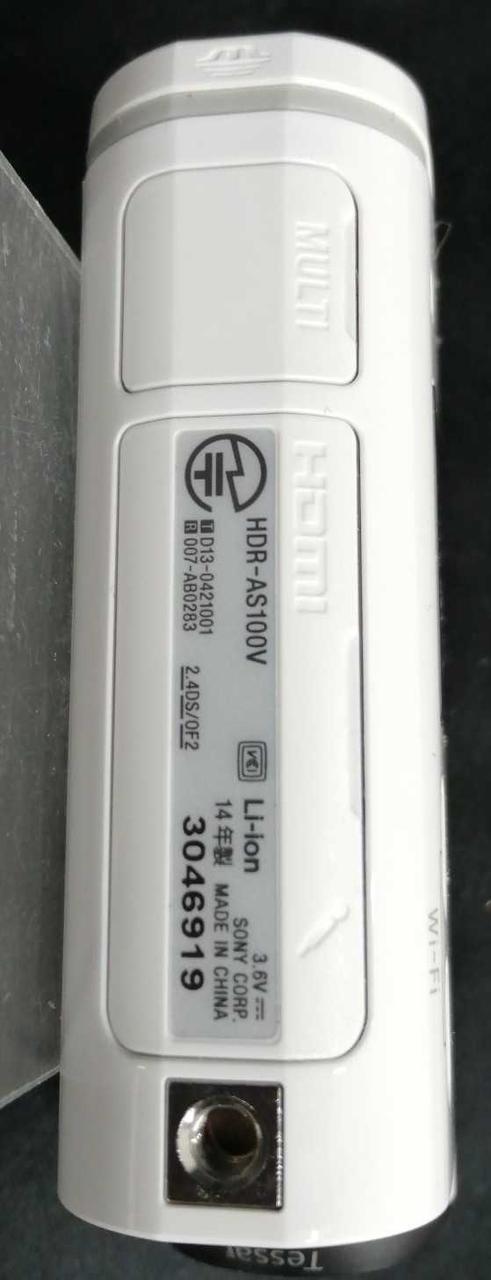 MULTI
HDMI
HDR-AS100V
T D13-0421001
R 007-AB0283
2.4DS/OF2
VCI
Li-ion
3.6V
SONY CORP.
14年製 MADE IN CHINA
3046919
Wi-Fi
Tessar